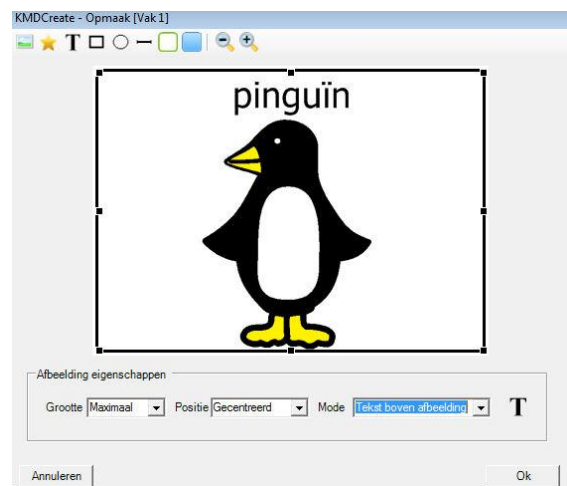 KMDCreate - Opmaak [Vak 1]
T
pinguïn
Afbeelding eigenschappen
Grootte Maximaal Positie Gecentreerd Mode Tekst boven afbeelding T
Annuleren Ok